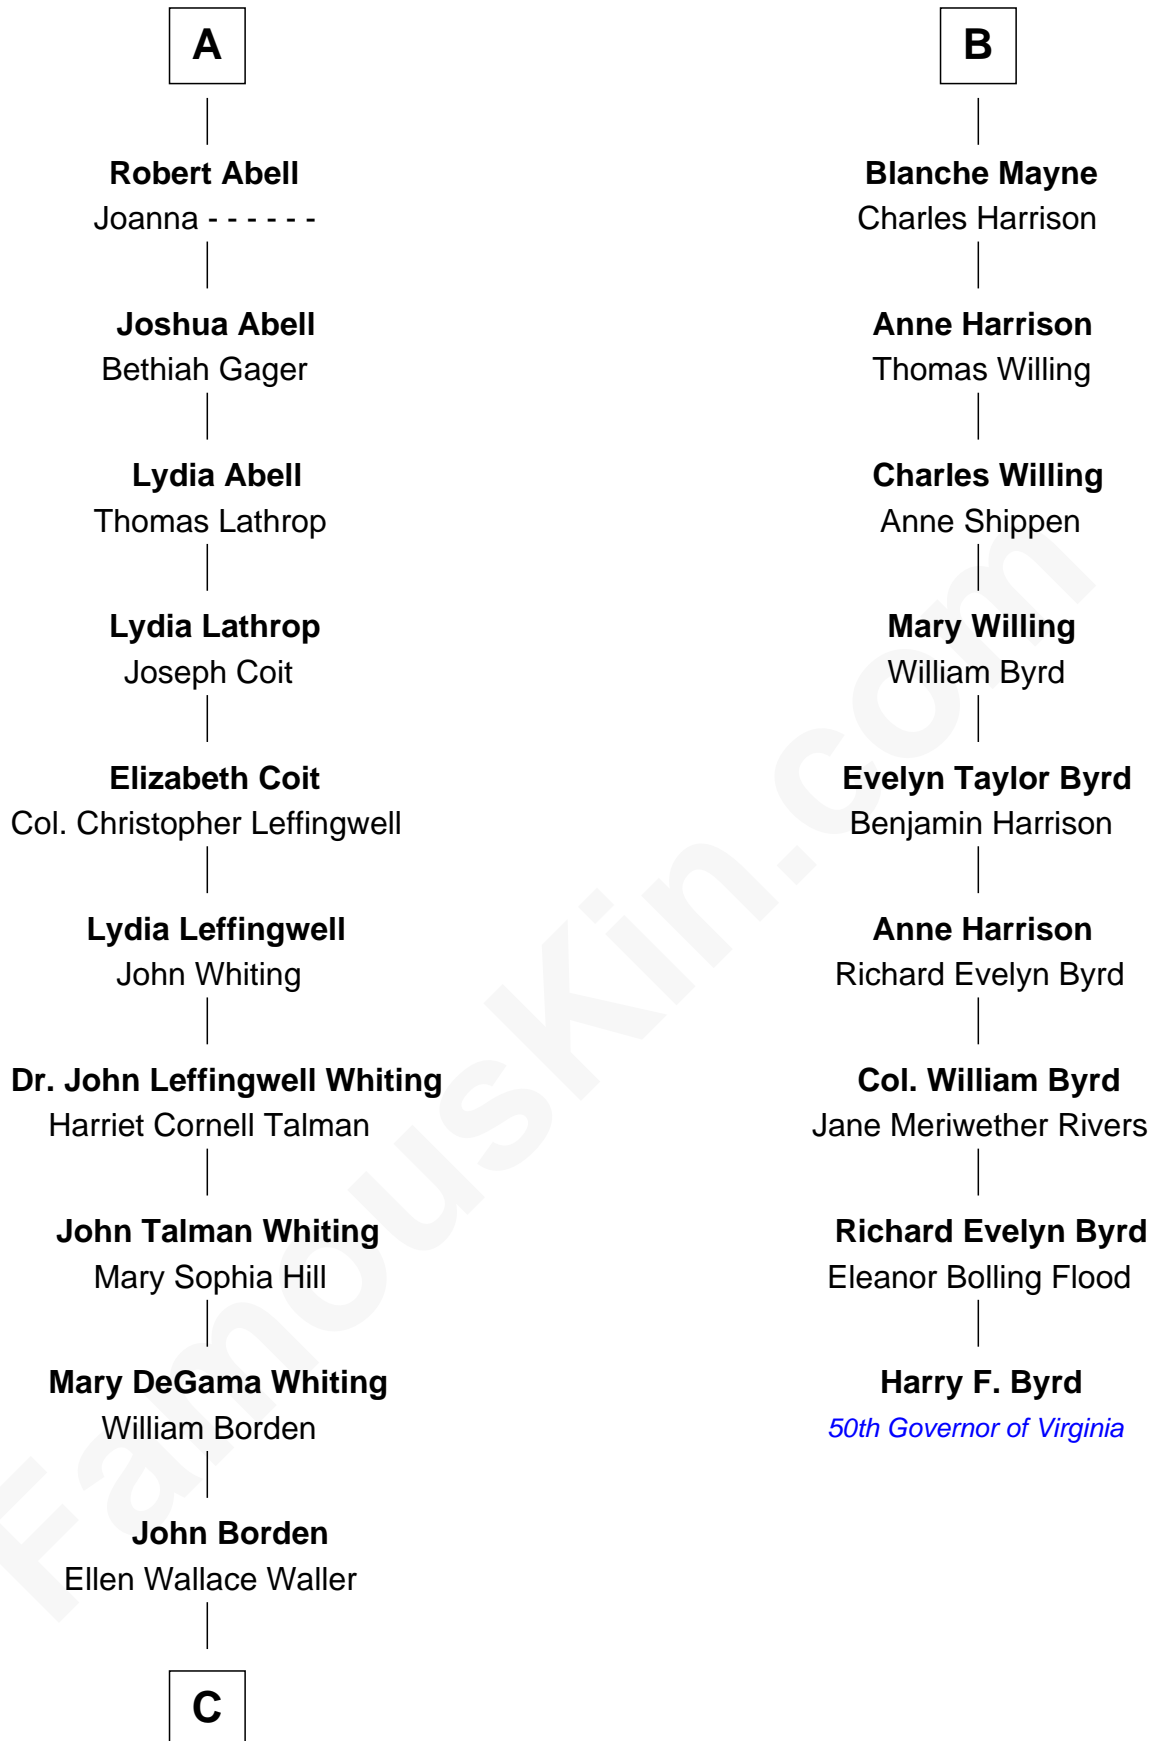 A
Robert Abell
Joanna - - - - - -
Joshua Abell
Bethiah Gager
Lydia Abell
Thomas Lathrop
Lydia Lathrop
Joseph Coit
Elizabeth Coit
Col. Christopher Leffingwell
Lydia Leffingwell
John Whiting
Dr. John Leffingwell Whiting
Harriet Cornell Talman
John Talman Whiting
Mary Sophia Hill
Mary DeGama Whiting
William Borden
John Borden
Ellen Wallace Waller
C
B
Blanche Mayne
Charles Harrison
Anne Harrison
Thomas Willing
Charles Willing
Anne Shippen
Mary Willing
William Byrd
Evelyn Taylor Byrd
Benjamin Harrison
Anne Harrison
Richard Evelyn Byrd
Col. William Byrd
Jane Meriwether Rivers
Richard Evelyn Byrd
Eleanor Bolling Flood
Harry F. Byrd
50th Governor of Virginia
FamousKin.com